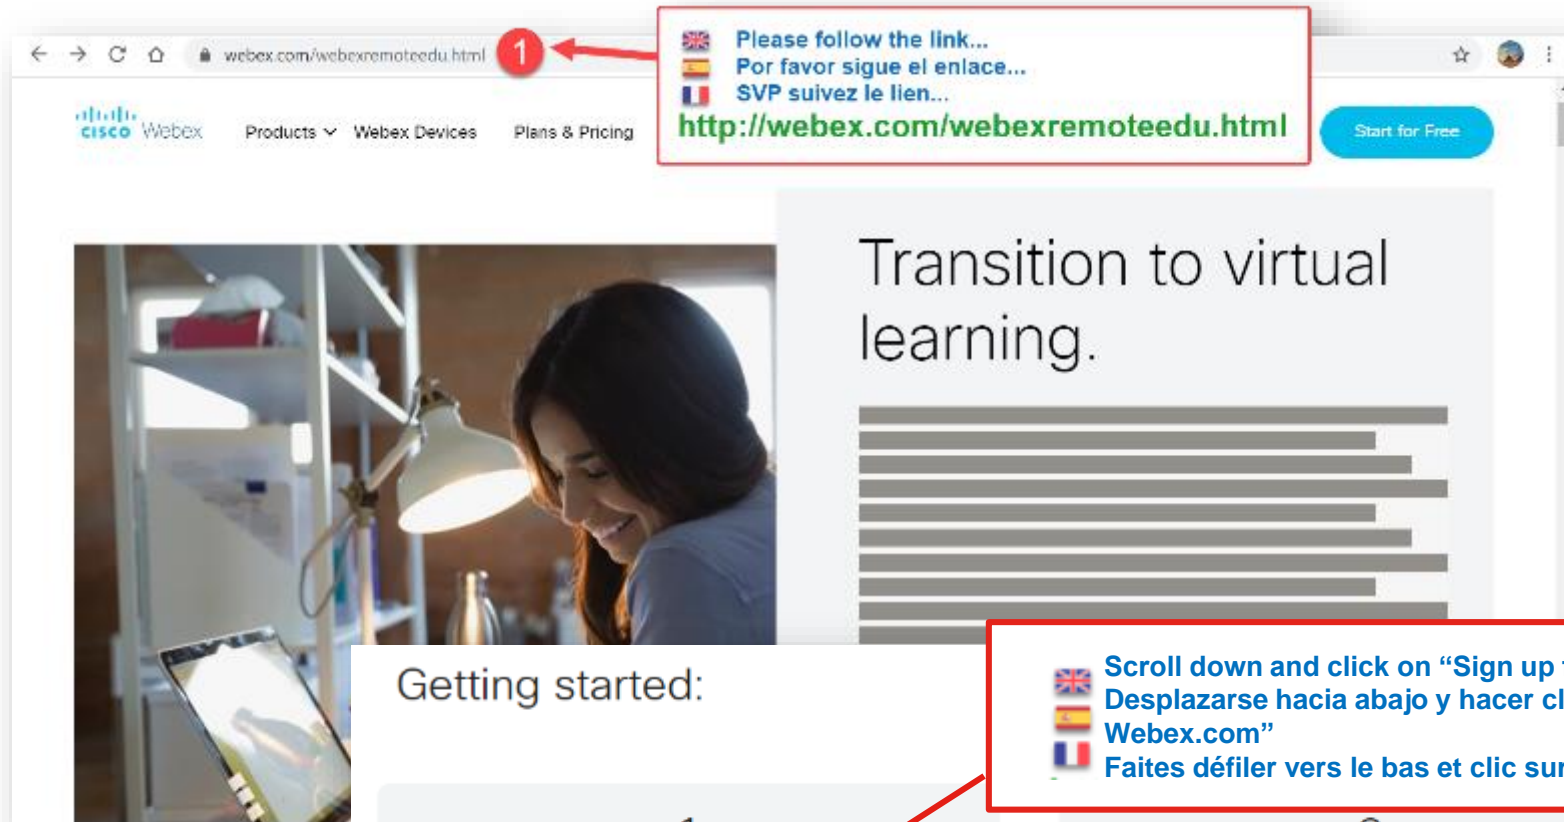 webex.com/webexremoteedu.html
1
Please follow the link...
Por favor sigue el enlace...
SVP suivez le lien...
http://webex.com/webexremoteedu.html
CISCO Webex
Products
Webex Devices
Plans & Pricing
Start for Free
Transition to virtual
learning.
Getting started:
Scroll down and click on “Sign up
Desplazarse hacia abajo y hacer
Webex.com”
Faites défiler vers le bas et clic sur